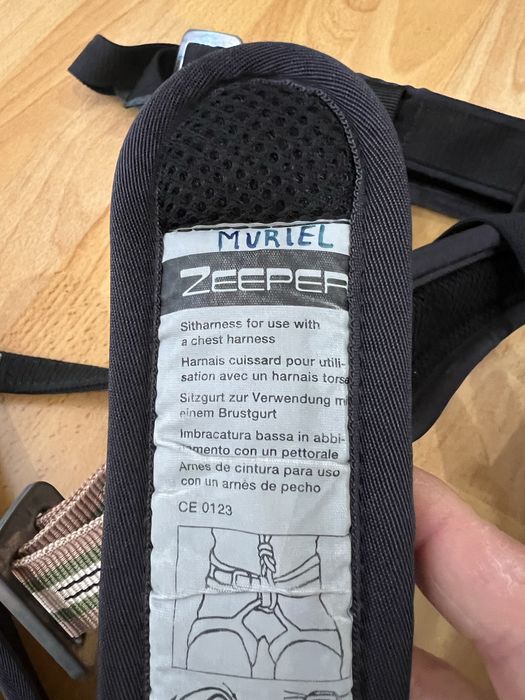 MURIEL
ZEEPER
Sitharness for use with
a chest harness
Harnais cuissard pour utili-
sation avec un harnais torse
Sitzgurt zur Verwendung mi
einem Brustgurt
Imbracatura bassa in abbi-
namento con un pettorale
Arnes de cintura para uso
con un arnés de pecho
CE 0123